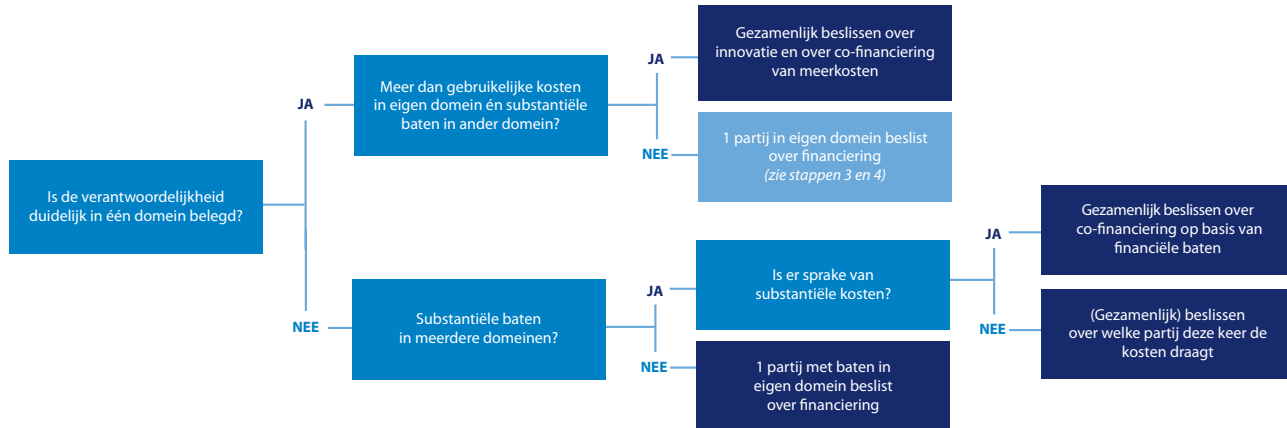 Is de verantwoordelijkheid
duidelijk in één domein belegd?
JA
Meer dan gebruikelijke kosten
in eigen domein én substantiële
baten in ander domein?
JA
Gezamenlijk beslissen over
innovatie en over co-financiering
van meerkosten
NEE
1 partij in eigen domein beslist
over financiering
(zie stappen 3 en 4)
NEE
Substantiële baten
in meerdere domeinen?
JA
Is er sprake van
substantiële kosten?
JA
Gezamenlijk beslissen over
co-financiering op basis van
financiële baten
NEE
(Gezamenlijk) beslissen
over welke partij deze keer de
kosten draagt
NEE
1 partij met baten in
eigen domein beslist
over financiering